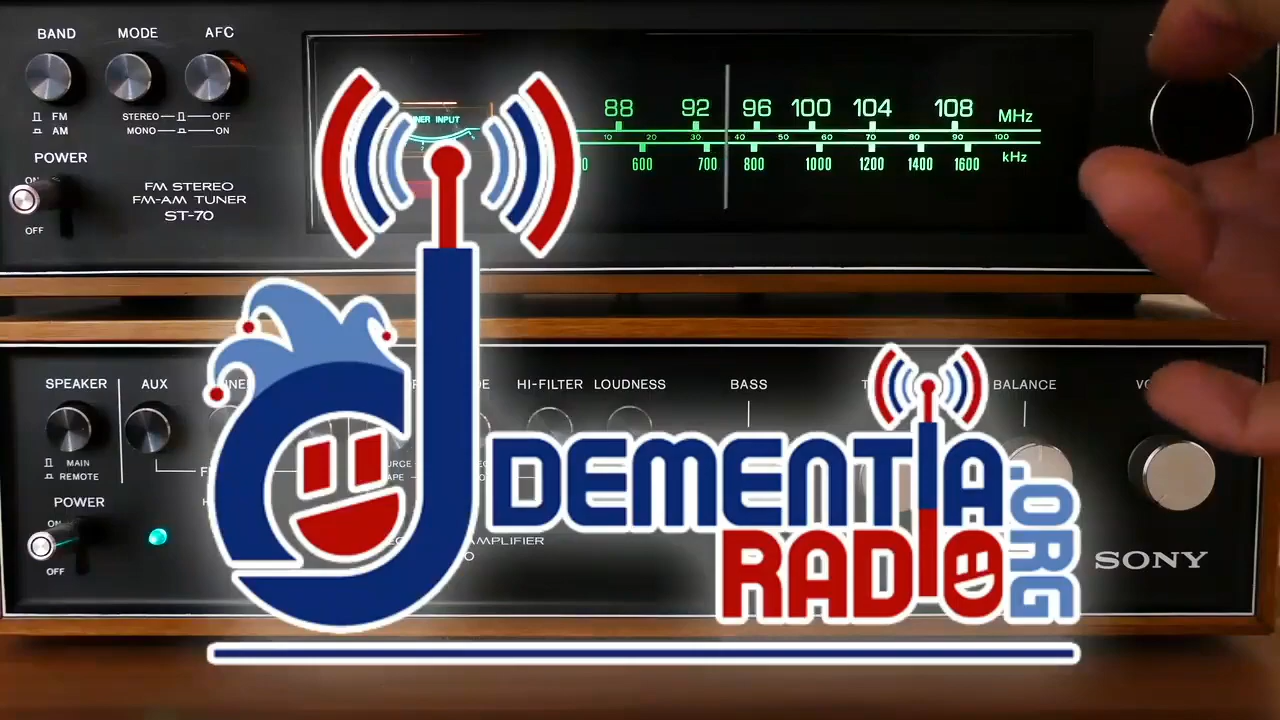 BAND MODE AFC
FM
AM
STEREO OFF
MONO ON
POWER
ON
OFF
FM STEREO
FM-AM TUNER
ST-70
88 92 96 100 104 108 MHz
10 20 30 40 50 60 70 80 90 100
600 700 800 1000 1200 1400 1600 kHz
SPEAKER AUX HI-FILTER LOUDNESS BASS BALANCE
MAIN
REMOTE
POWER
ON
OFF
AMPLIFIER
SONY
DEMENTIA
RADIO
.ORG